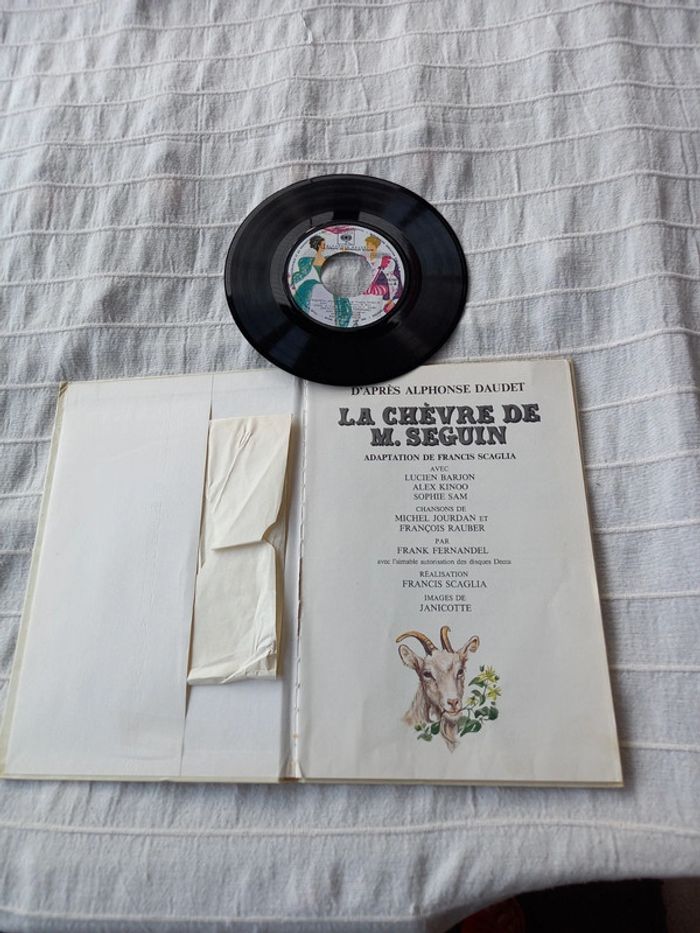 D'APRÈS ALPHONSE DAUDET
LA CHÈVRE DE
M. SEGUIN
ADAPTATION DE FRANCIS SCAGLIA
AVEC
LUCIEN BARJON
ALEX KINOO
SOPHIE SAM
CHANSONS DE
MICHEL JOURDAN ET
FRANÇOIS RAUBER
PAR
FRANK FERNANDEL
avec l'aimable autorisation des disques Decca
RÉALISATION
FRANCIS SCAGLIA
IMAGES DE
JANICOTTE